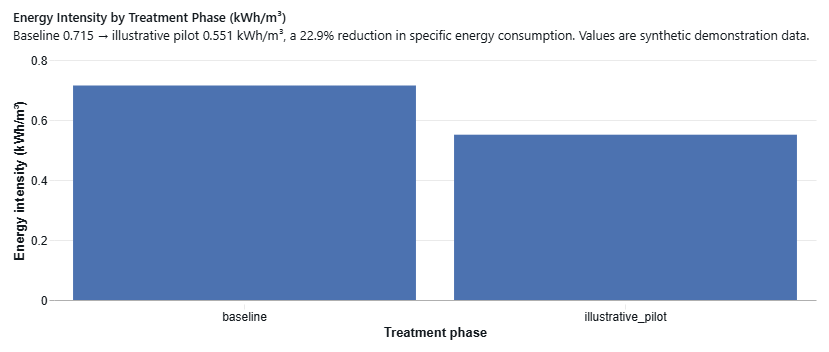 Energy Intensity by Treatment Phase (kWh/m³)
Baseline 0.715 → illustrative pilot 0.551 kWh/m³, a 22.9% reduction in specific energy consumption. Values are synthetic demonstration data.
0.8
0.6
0.4
0.2
0
Energy intensity (kWh/m³)
baseline
illustrative_pilot
Treatment phase